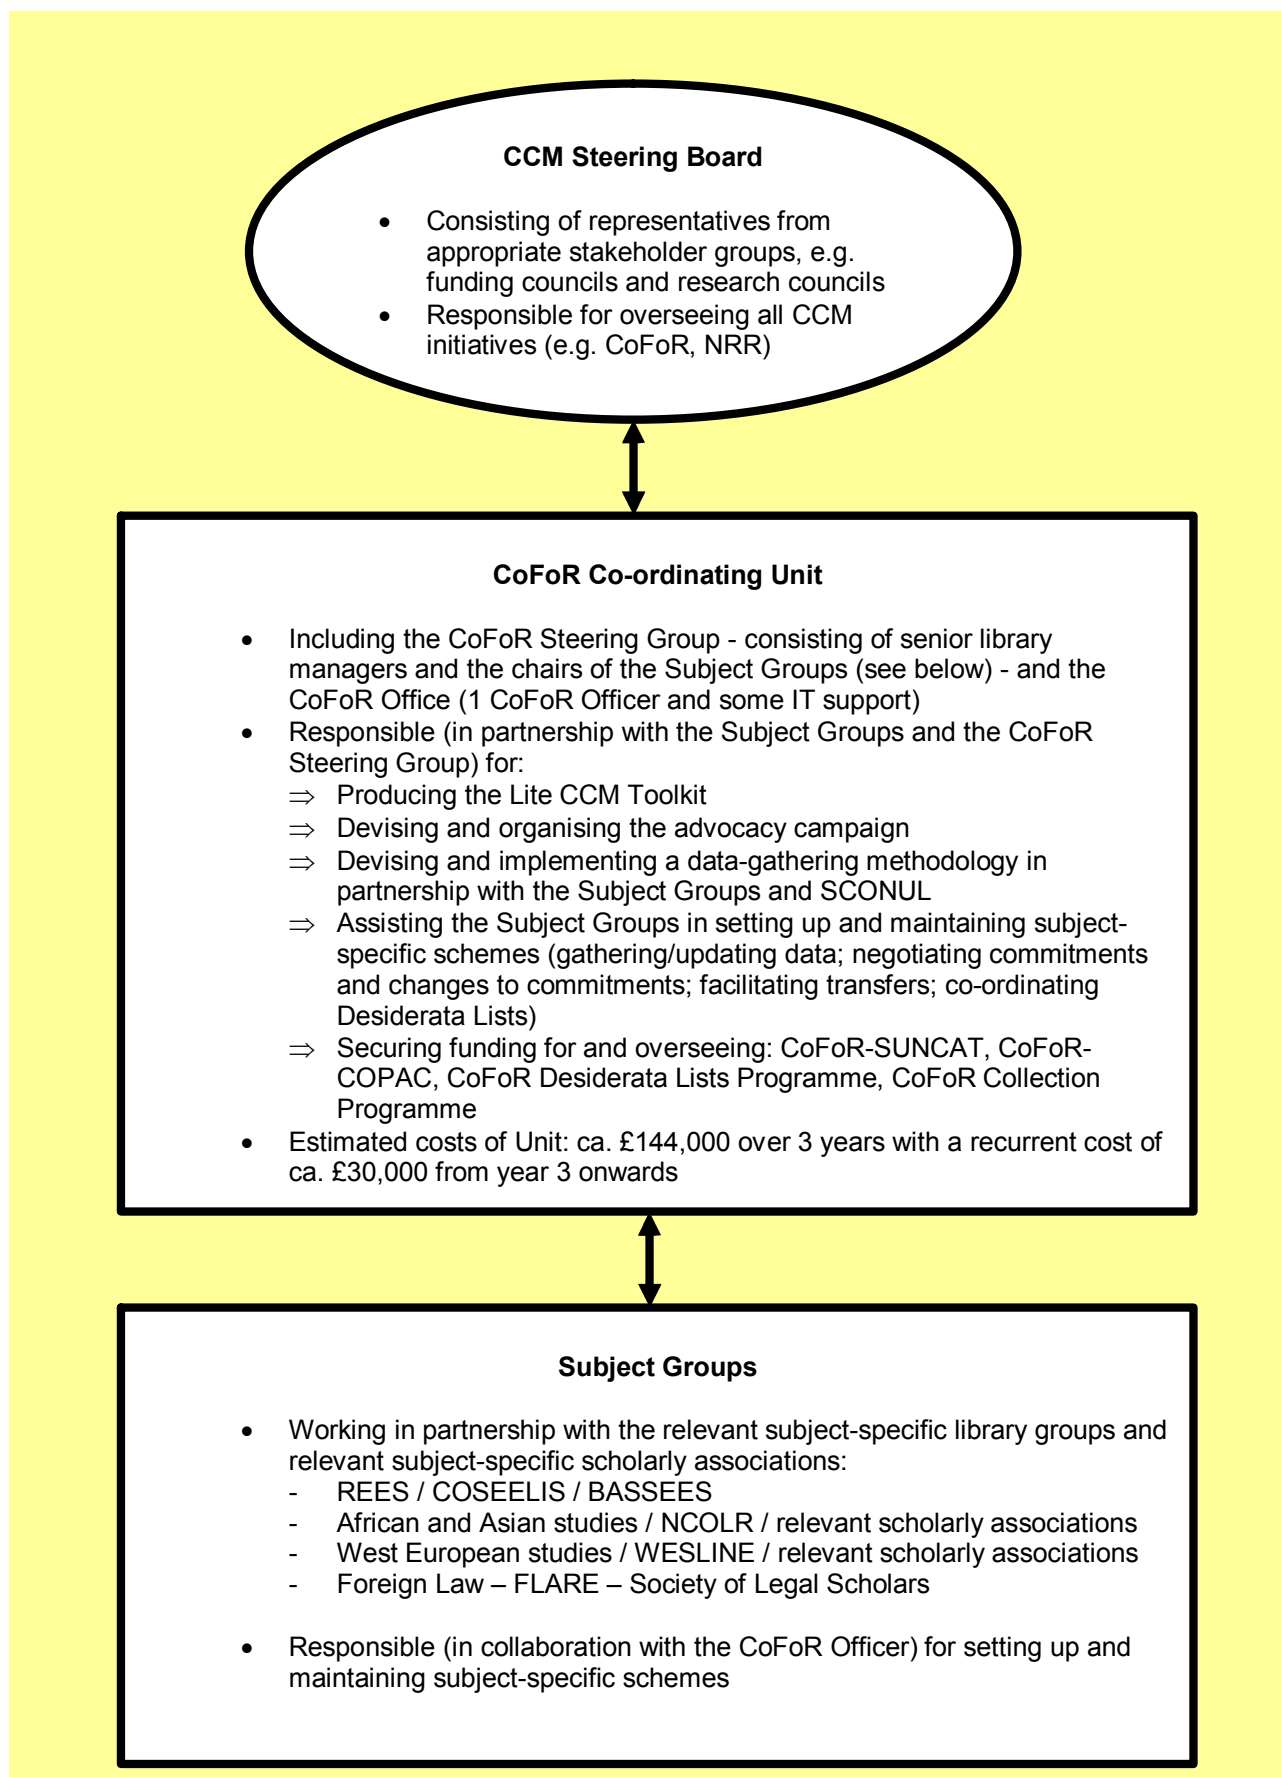 CCM Steering Board
• Consisting of representatives from
appropriate stakeholder groups, e.g.
funding councils and research councils
• Responsible for overseeing all CCM
initiatives (e.g. CoFoR, NRR)
CoFoR Co-ordinating Unit
• Including the CoFoR Steering Group - consisting of senior library
managers and the chairs of the Subject Groups (see below) - and the
CoFoR Office (1 CoFoR Officer and some IT support)
• Responsible (in partnership with the Subject Groups and the CoFoR
Steering Group) for:
⇒ Producing the Lite CCM Toolkit
⇒ Devising and organising the advocacy campaign
⇒ Devising and implementing a data-gathering methodology in
partnership with the Subject Groups and SCONUL
⇒ Assisting the Subject Groups in setting up and maintaining subject-
specific schemes (gathering/updating data; negotiating commitments
and changes to commitments; facilitating transfers; co-ordinating
Desiderata Lists)
⇒ Securing funding for and overseeing: CoFoR-SUNCAT, CoFoR-
COPAC, CoFoR Desiderata Lists Programme, CoFoR Collection
Programme
• Estimated costs of Unit: ca. £144,000 over 3 years with a recurrent cost of
ca. £30,000 from year 3 onwards
Subject Groups
• Working in partnership with the relevant subject-specific library groups and
relevant subject-specific scholarly associations:
- REES / COSEELIS / BASSEES
- African and Asian studies / NCOLR / relevant scholarly associations
- West European studies / WESLINE / relevant scholarly associations
- Foreign Law – FLARE – Society of Legal Scholars
• Responsible (in collaboration with the CoFoR Officer) for setting up and
maintaining subject-specific schemes